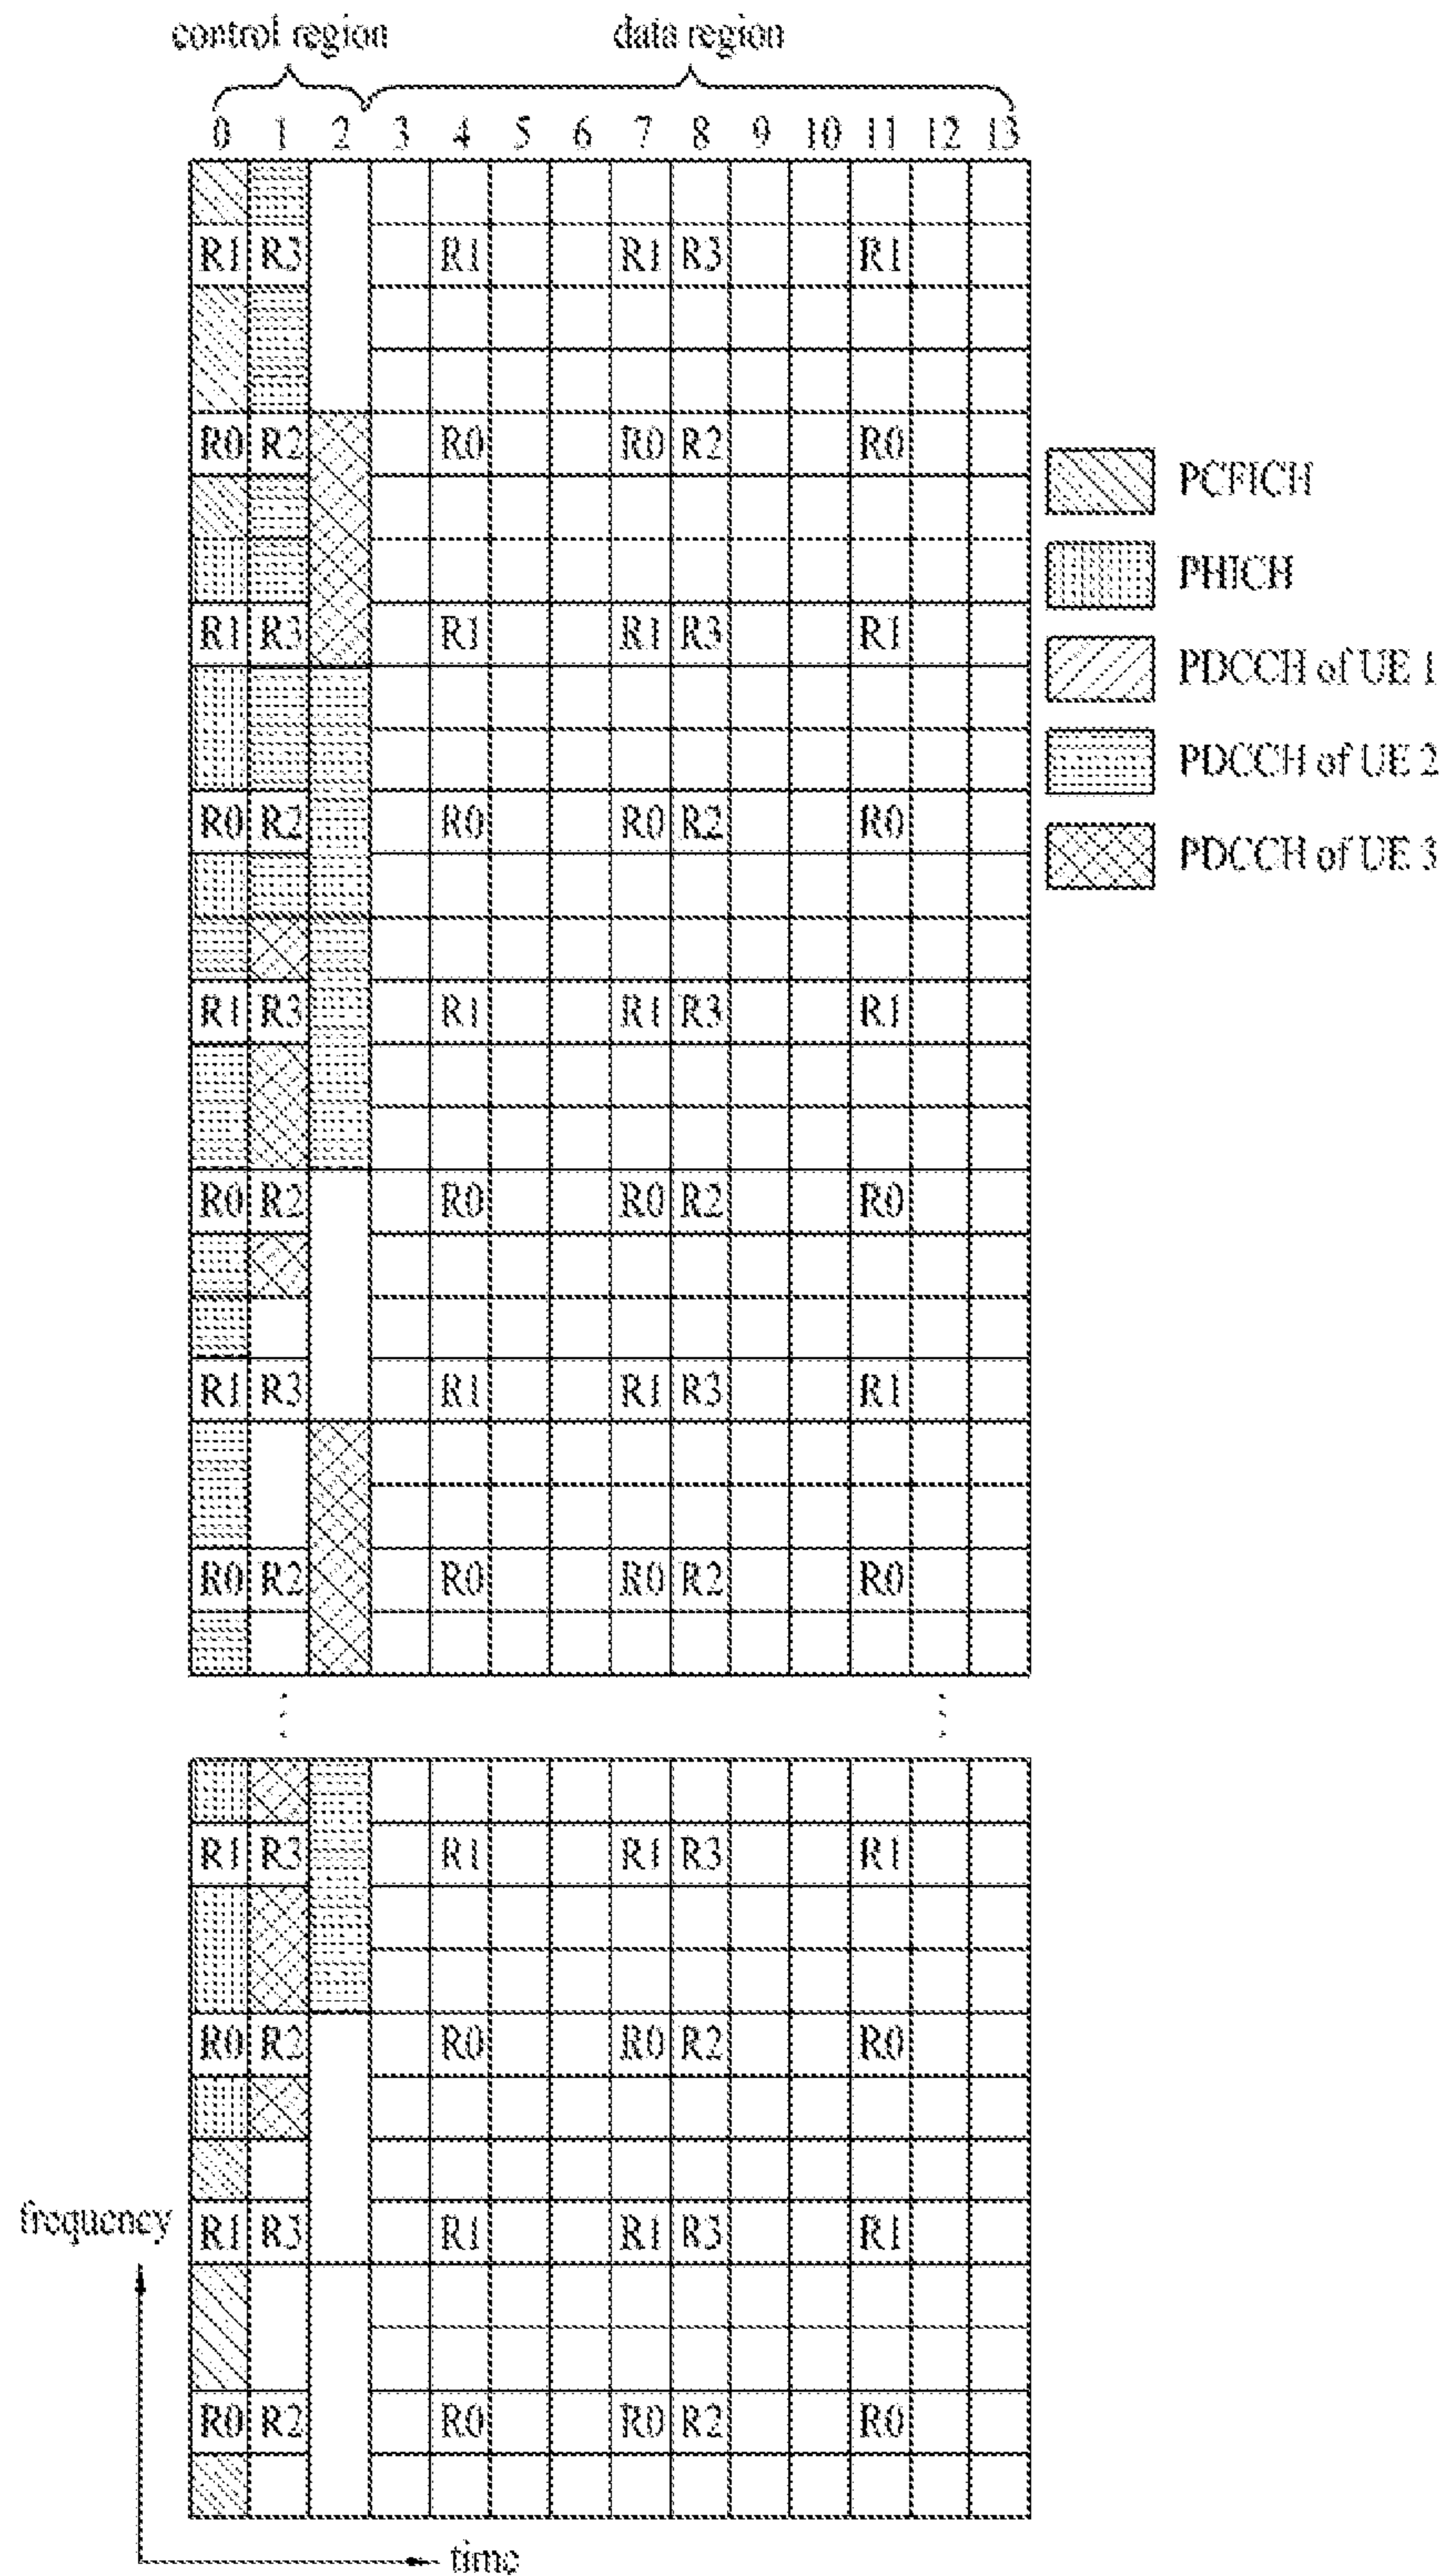 control region data region
0 1 2 3 4 5 6 7 8 9 10 11 12 13
R1 R3 R1 R1 R3 R1
R0 R2 R0 R0 R2 R0
PCFICH
PHICH
R1 R3 R1 R1 R3 R1
PDCCH of UE 1
PDCCH of UE 2
R0 R2 R0 R0 R2 R0
PDCCH of UE 3
R1 R3 R1 R1 R3 R1
R0 R2 R0 R0 R2 R0
R1 R3 R1 R1 R3 R1
R0 R2 R0 R0 R2 R0
R1 R3 R1 R1 R3 R1
R0 R2 R0 R0 R2 R0
frequency
R1 R3 R1 R1 R3 R1
R0 R2 R0 R0 R2 R0
time